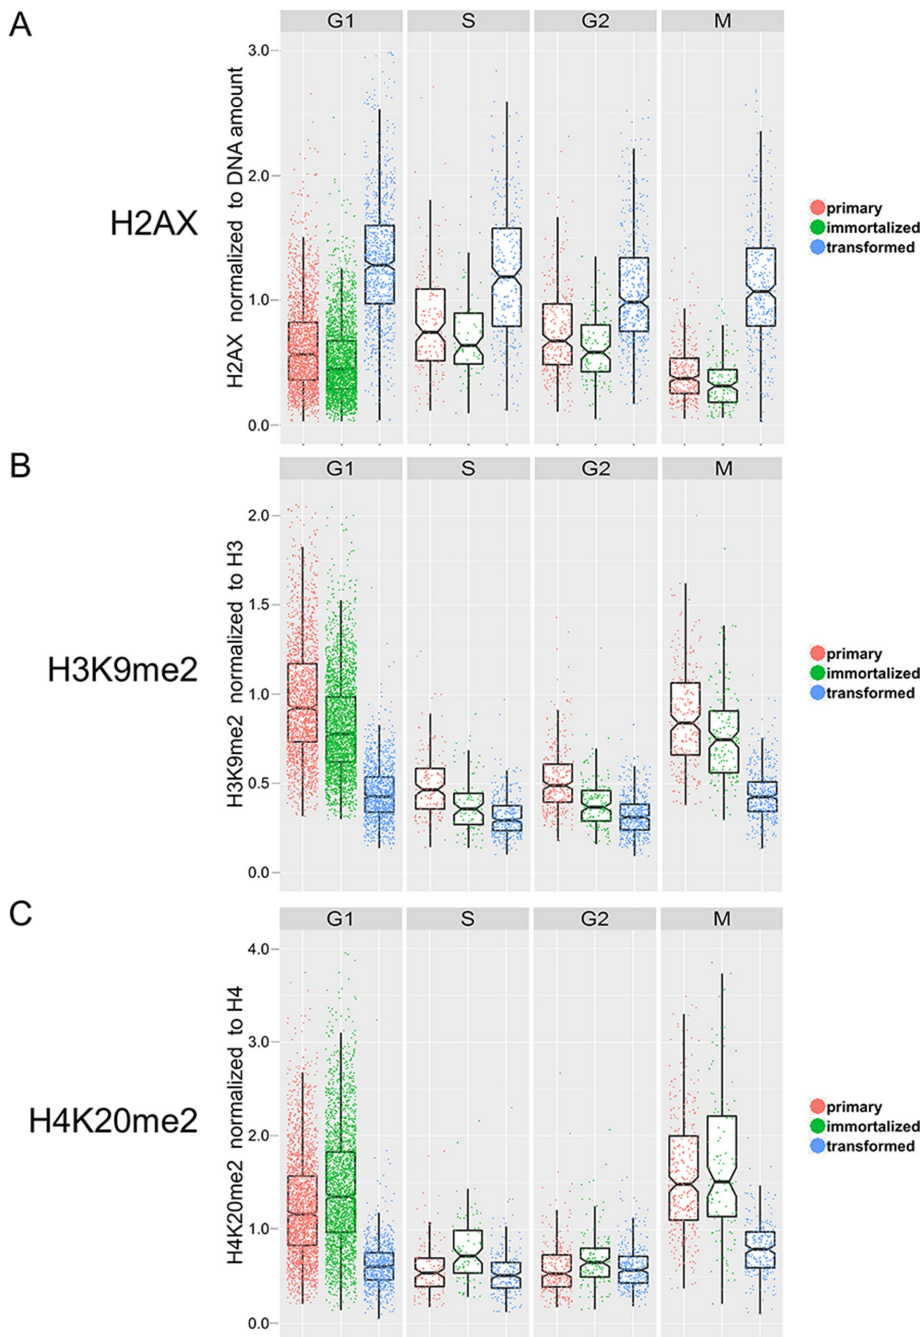 A
G1 S G2 M
H2AX
H2AX normalized to DNA amount
3.0
2.0
1.0
0.0
primary
immortalized
transformed
B
G1 S G2 M
H3K9me2
H3K9me2 normalized to H3
2.0
1.5
1.0
0.5
0.0
primary
immortalized
transformed
C
G1 S G2 M
H4K20me2
H4K20me2 normalized to H4
4.0
3.0
2.0
1.0
0.0
primary
immortalized
transformed